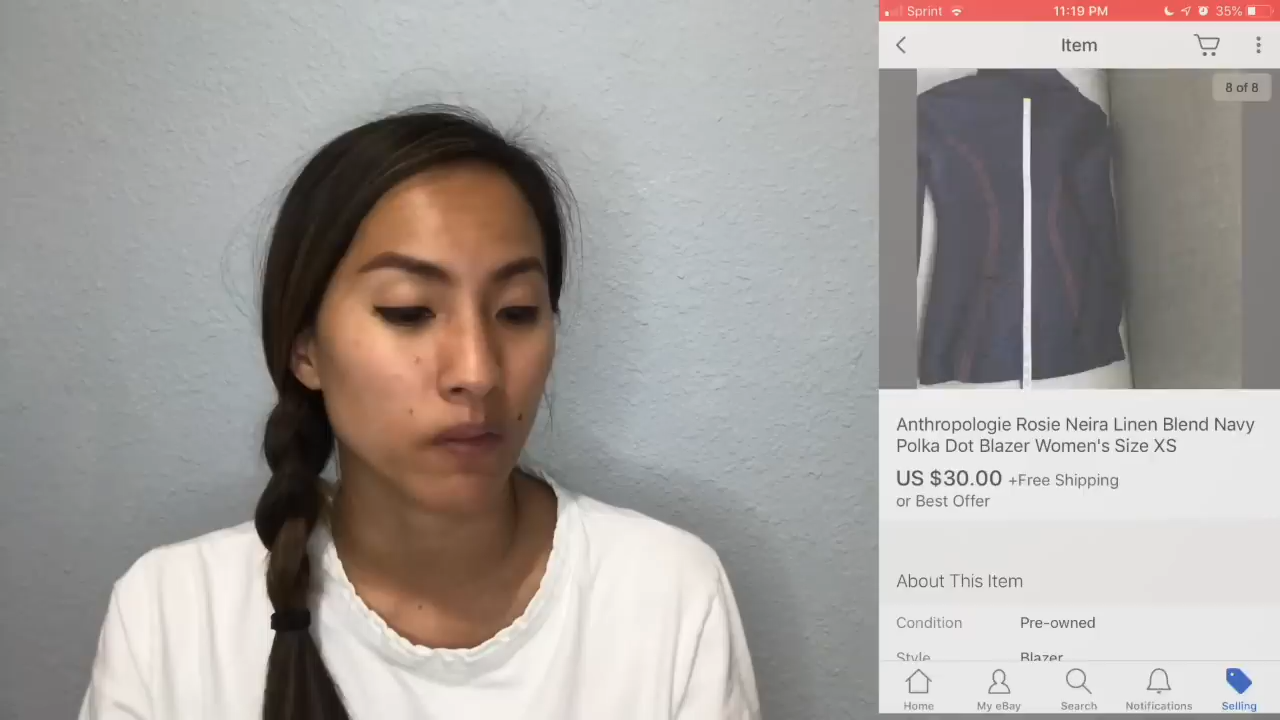 Sprint 11:19 PM 35%
Item
8 of 8
Anthropologie Rosie Neira Linen Blend Navy
Polka Dot Blazer Women's Size XS
US $30.00 +Free Shipping
or Best Offer
About This Item
Condition Pre-owned
Style Blazer
Home My eBay Search Notifications Selling